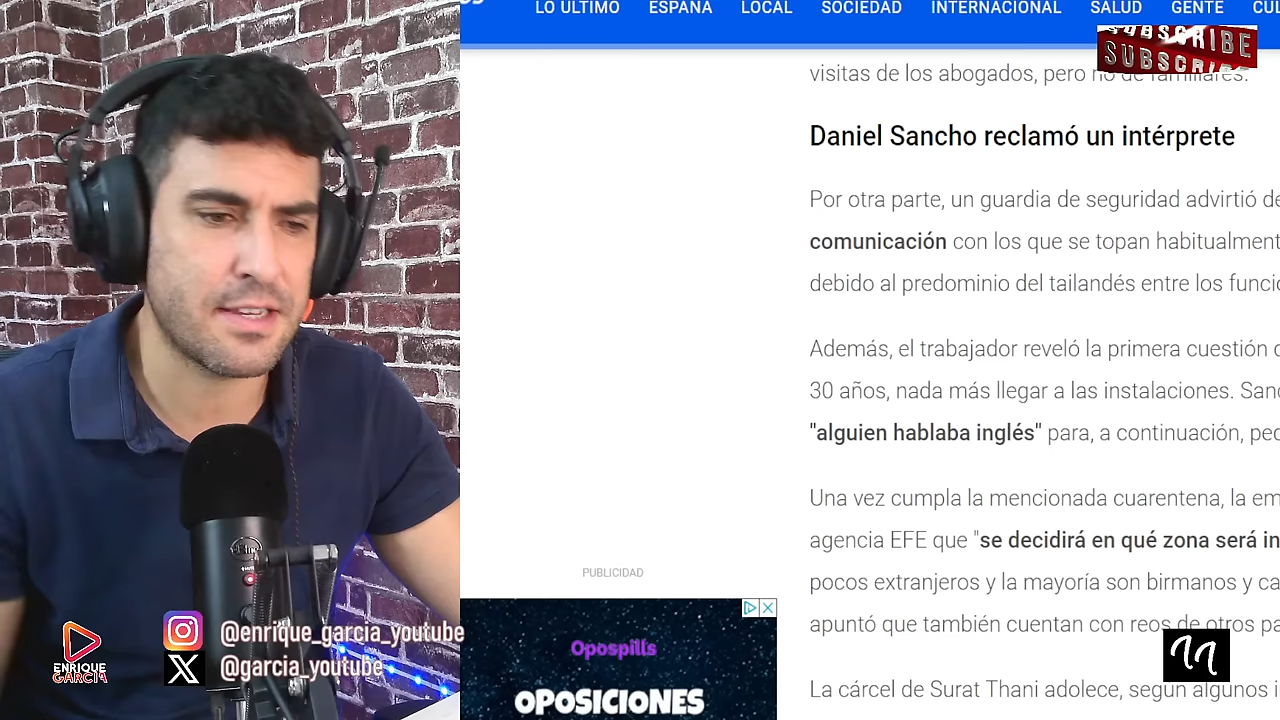 LO ÚLTIMO ESPAÑA LOCAL SOCIEDAD INTERNACIONAL SALUD GENTE CUL
SUBSCRIBE
SUBSCRIBE
visitas de los abogados, pero no de familiares.
Daniel Sancho reclamó un intérprete
Por otra parte, un guardia de seguridad advirtió de
comunicación con los que se topan habitualment
debido al predominio del tailandés entre los funci
Además, el trabajador reveló la primera cuestión
30 años, nada más llegar a las instalaciones. San
"alguien hablaba inglés" para, a continuación, ped
Una vez cumpla la mencionada cuarentena, la em
agencia EFE que "se decidirá en qué zona será in
pocos extranjeros y la mayoría son birmanos y ca
apuntó que también cuentan con reos de otros pa
La cárcel de Surat Thani adolece, según algunos i
PUBLICIDAD
Opospills
OPOSICIONES
@enrique_garcia_youtube
@garcia_youtube
ENRIQUE
GARCIA